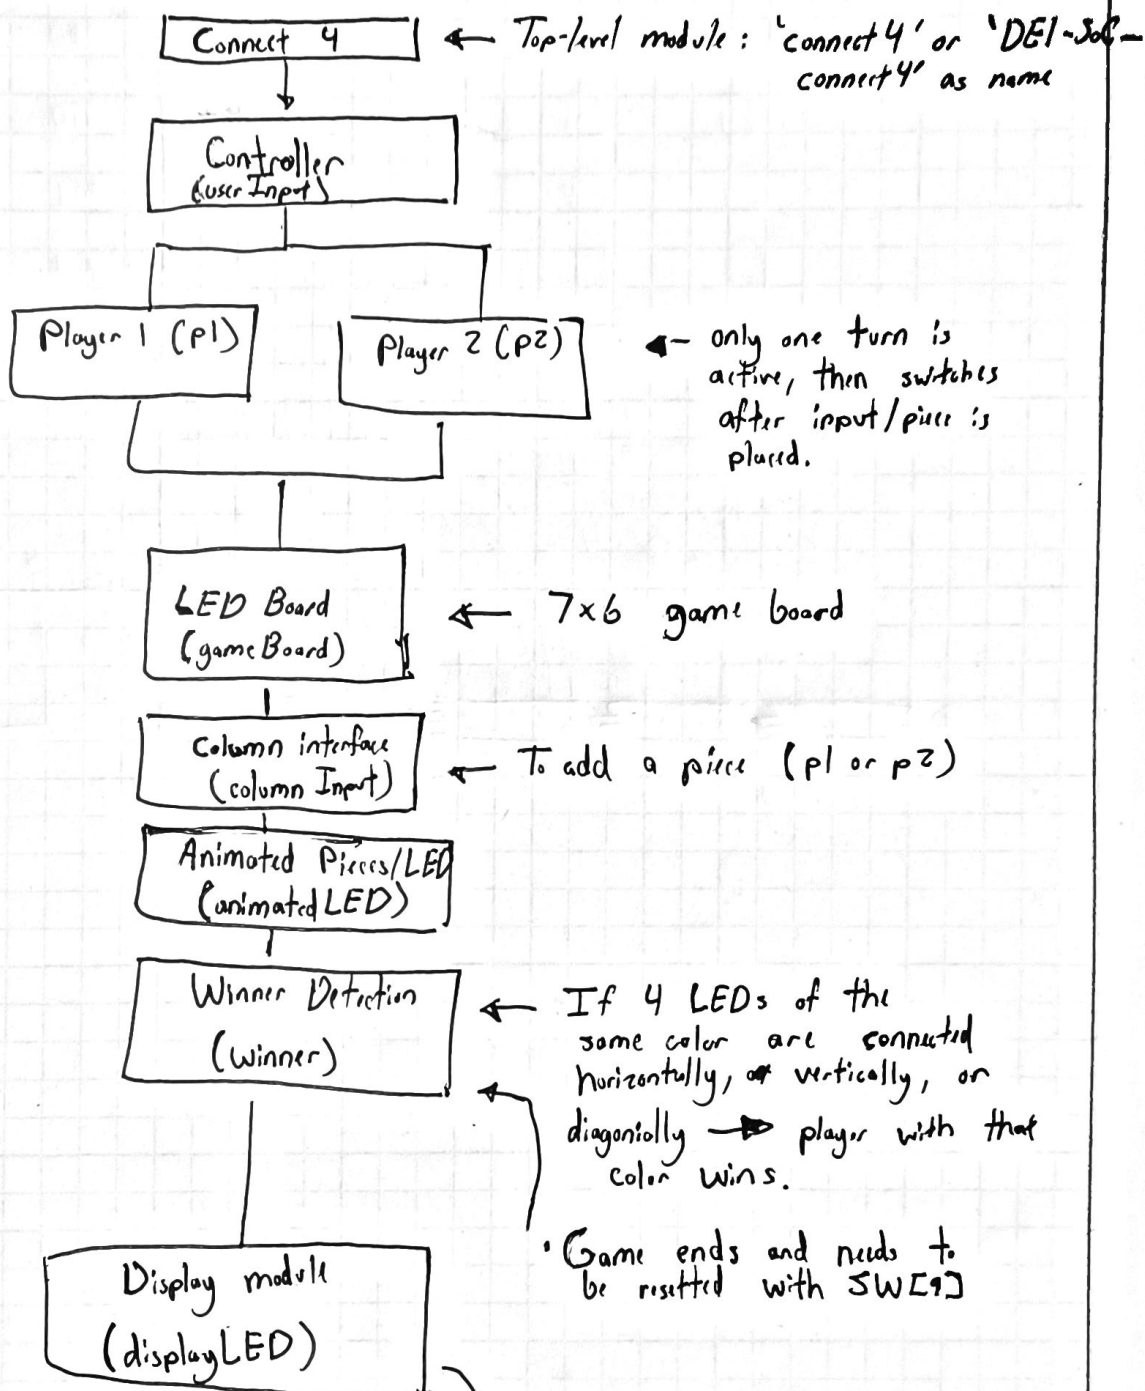 Connect 4
← Top-level module: 'connect4' or 'DE1-SoC-
connect4' as name
Controller
(userInput)
Player 1 (p1)
Player 2 (p2)
← only one turn is
active, then switches
after input/piece is
placed.
LED Board
(gameBoard)
← 7x6 game board
Column interface
(column Input)
← To add a piece (p1 or p2)
Animated Pieces/LED
(animatedLED)
Winner Detection
(winner)
← If 4 LEDs of the
same color are connected
horizontally, vertically, or
diagonially → player with that
color wins.
• Game ends and needs to
be resetted with SW[9]
Display module
(displayLED)